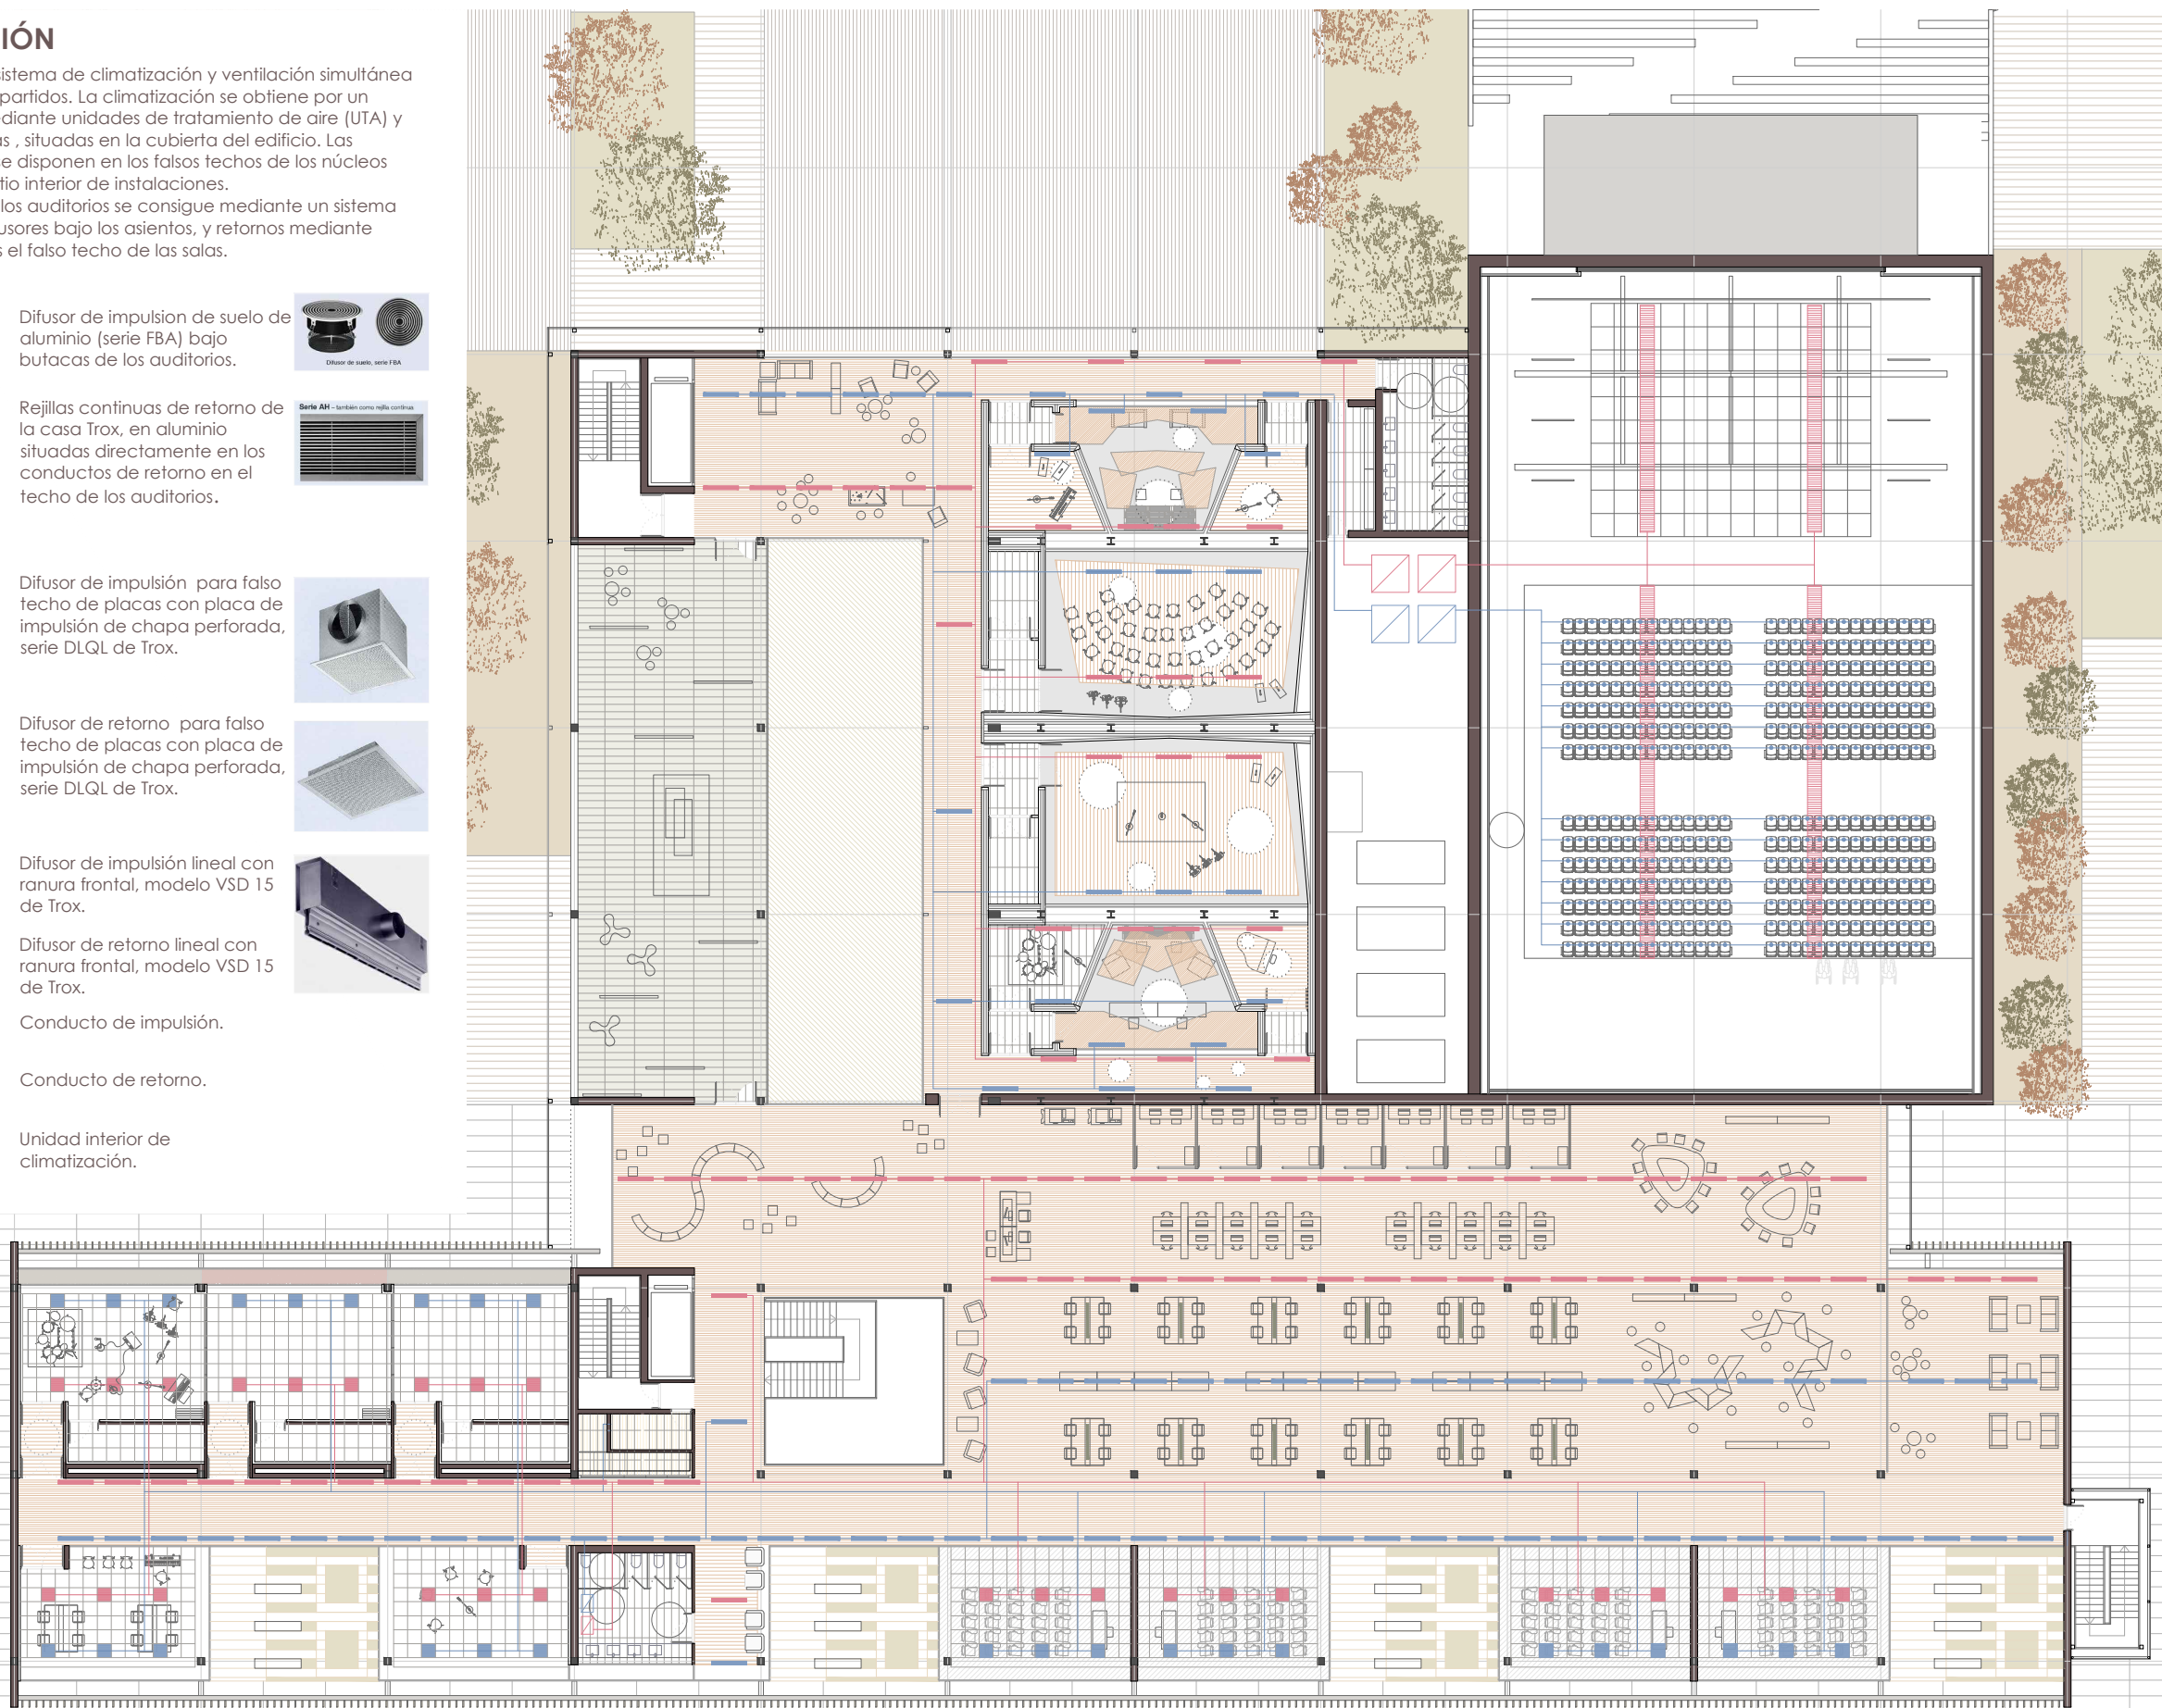 IÓN
sistema de climatización y ventilación simultánea
partidos. La climatización se obtiene por un
ediante unidades de tratamiento de aire (UTA) y
as , situadas en la cubierta del edificio. Las
se disponen en los falsos techos de los núcleos
tio interior de instalaciones.
los auditorios se consigue mediante un sistema
usores bajo los asientos, y retornos mediante
s el falso techo de las salas.
Difusor de impulsion de suelo de
aluminio (serie FBA) bajo
butacas de los auditorios.
Difusor de suelo, serie FBA
Rejillas continuas de retorno de
la casa Trox, en aluminio
situadas directamente en los
conductos de retorno en el
techo de los auditorios.
Serie AH – también como rejilla continua
Difusor de impulsión para falso
techo de placas con placa de
impulsión de chapa perforada,
serie DLQL de Trox.
Difusor de retorno para falso
techo de placas con placa de
impulsión de chapa perforada,
serie DLQL de Trox.
Difusor de impulsión lineal con
ranura frontal, modelo VSD 15
de Trox.
Difusor de retorno lineal con
ranura frontal, modelo VSD 15
de Trox.
Conducto de impulsión.
Conducto de retorno.
Unidad interior de
climatización.